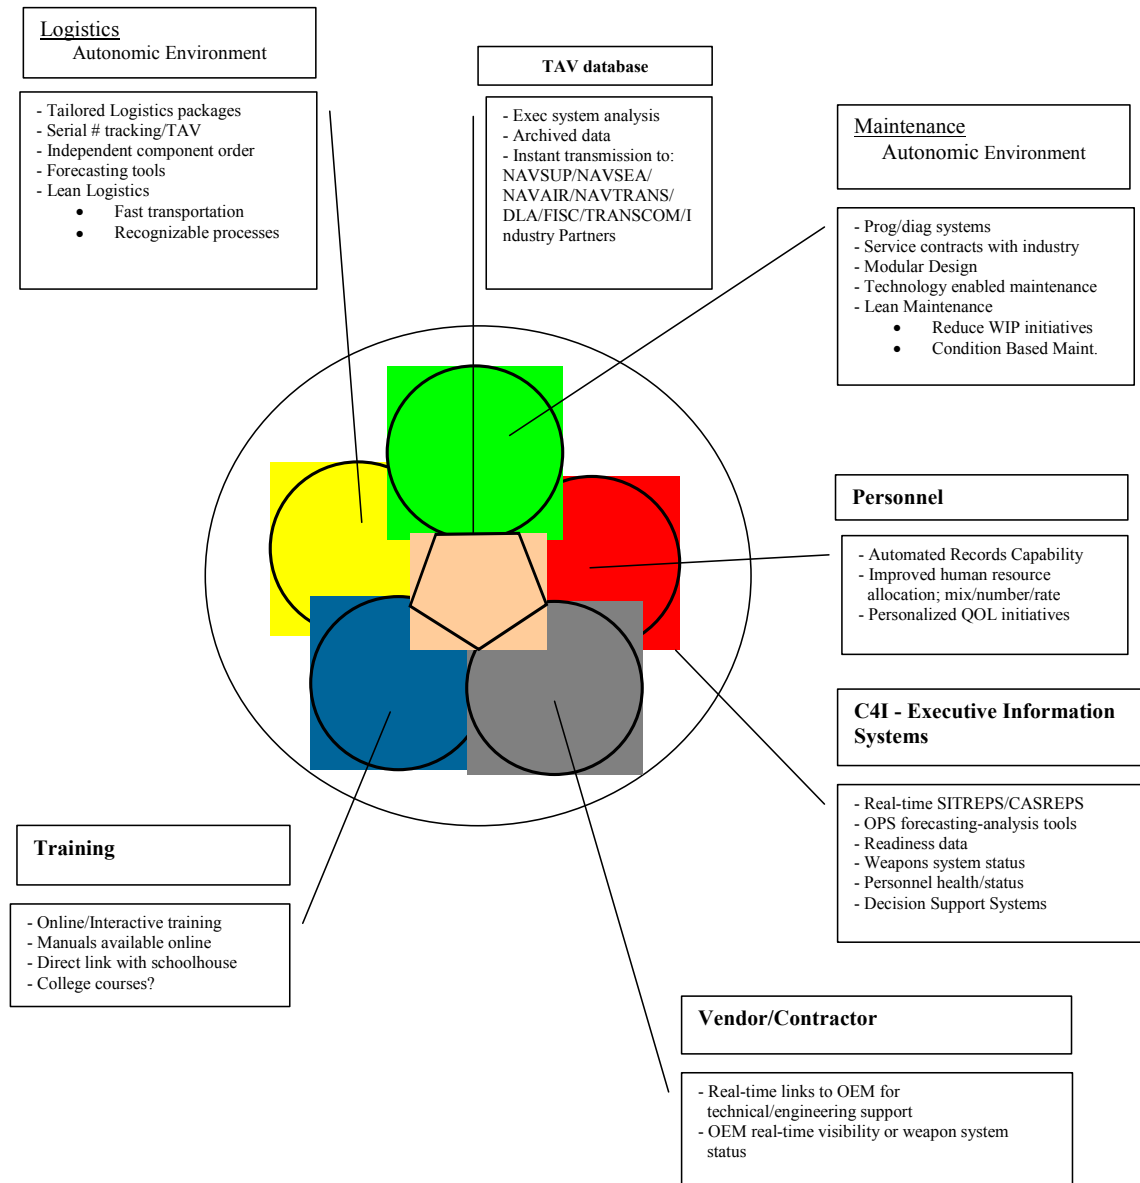 Logistics
Autonomic Environment
- Tailored Logistics packages
- Serial # tracking/TAV
- Independent component order
- Forecasting tools
- Lean Logistics
• Fast transportation
• Recognizable processes
TAV database
- Exec system analysis
- Archived data
- Instant transmission to:
NAVSUP/NAVSEA/
NAVAIR/NAVTRANS/
DLA/FISC/TRANSCOM/I
ndustry Partners
Maintenance
Autonomic Environment
- Prog/diag systems
- Service contracts with industry
- Modular Design
- Technology enabled maintenance
- Lean Maintenance
• Reduce WIP initiatives
• Condition Based Maint.
Personnel
- Automated Records Capability
- Improved human resource
allocation; mix/number/rate
- Personalized QOL initiatives
C4I - Executive Information
Systems
- Real-time SITREPS/CASREPS
- OPS forecasting-analysis tools
- Readiness data
- Weapons system status
- Personnel health/status
- Decision Support Systems
Training
- Online/Interactive training
- Manuals available online
- Direct link with schoolhouse
- College courses?
Vendor/Contractor
- Real-time links to OEM for
technical/engineering support
- OEM real-time visibility or weapon system
status